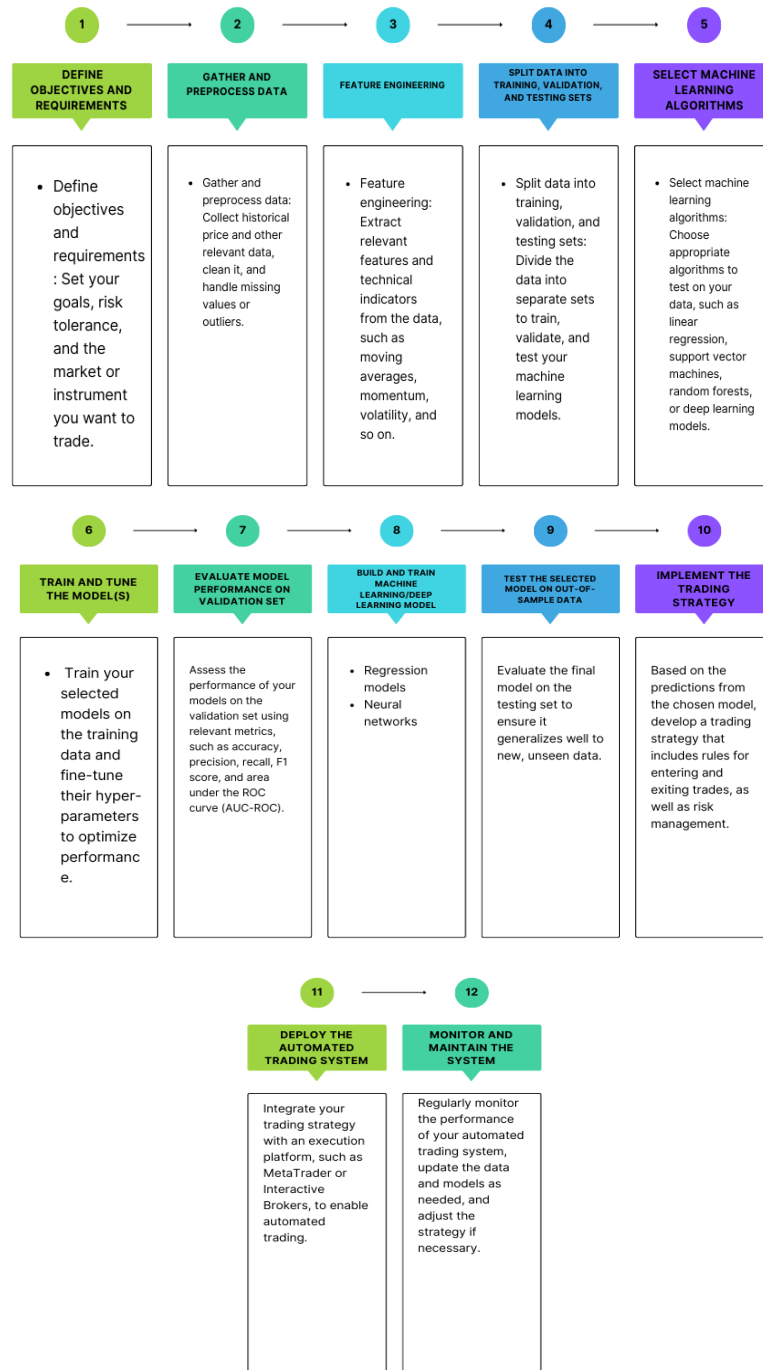 1
2
3
4
5
DEFINE
OBJECTIVES AND
REQUIREMENTS
GATHER AND
PREPROCESS DATA
FEATURE ENGINEERING
SPLIT DATA INTO
TRAINING, VALIDATION,
AND TESTING SETS
SELECT MACHINE
LEARNING
ALGORITHMS
• Define
objectives
and
requirements
: Set your
goals, risk
tolerance,
and the
market or
instrument
you want to
trade.
• Gather and
preprocess data:
Collect historical
price and other
relevant data,
clean it, and
handle missing
values or
outliers.
• Feature
engineering:
Extract
relevant
features and
technical
indicators
from the data,
such as
moving
averages,
momentum,
volatility, and
so on.
• Split data into
training,
validation, and
testing sets:
Divide the
data into
separate sets
to train,
validate, and
test your
machine
learning
models.
• Select machine
learning
algorithms:
Choose
appropriate
algorithms to
test on your
data, such as
linear
regression,
support vector
machines,
random forests,
or deep learning
models.
6
7
8
9
10
TRAIN AND TUNE
THE MODEL(S)
EVALUATE MODEL
PERFORMANCE ON
VALIDATION SET
BUILD AND TRAIN
MACHINE
LEARNING/DEEP
LEARNING MODEL
TEST THE SELECTED
MODEL ON OUT-OF-
SAMPLE DATA
IMPLEMENT THE
TRADING
STRATEGY
• Train your
selected
models on
the training
data and
fine-tune
their hyper-
parameters
to optimize
performanc
e.
Assess the
performance of your
models on the
validation set using
relevant metrics,
such as accuracy,
precision, recall, F1
score, and area
under the ROC
curve (AUC-ROC).
• Regression
models
• Neural
networks
Evaluate the final
model on the
testing set to
ensure it
generalizes well to
new, unseen data.
Based on the
predictions from
the chosen model,
develop a trading
strategy that
includes rules for
entering and
exiting trades, as
well as risk
management.
11
12
DEPLOY THE
AUTOMATED
TRADING SYSTEM
MONITOR AND
MAINTAIN THE
SYSTEM
Integrate your
trading strategy
with an execution
platform, such as
MetaTrader or
Interactive
Brokers, to enable
automated
trading.
Regularly monitor
the performance
of your automated
trading system,
update the data
and models as
needed, and
adjust the
strategy if
necessary.